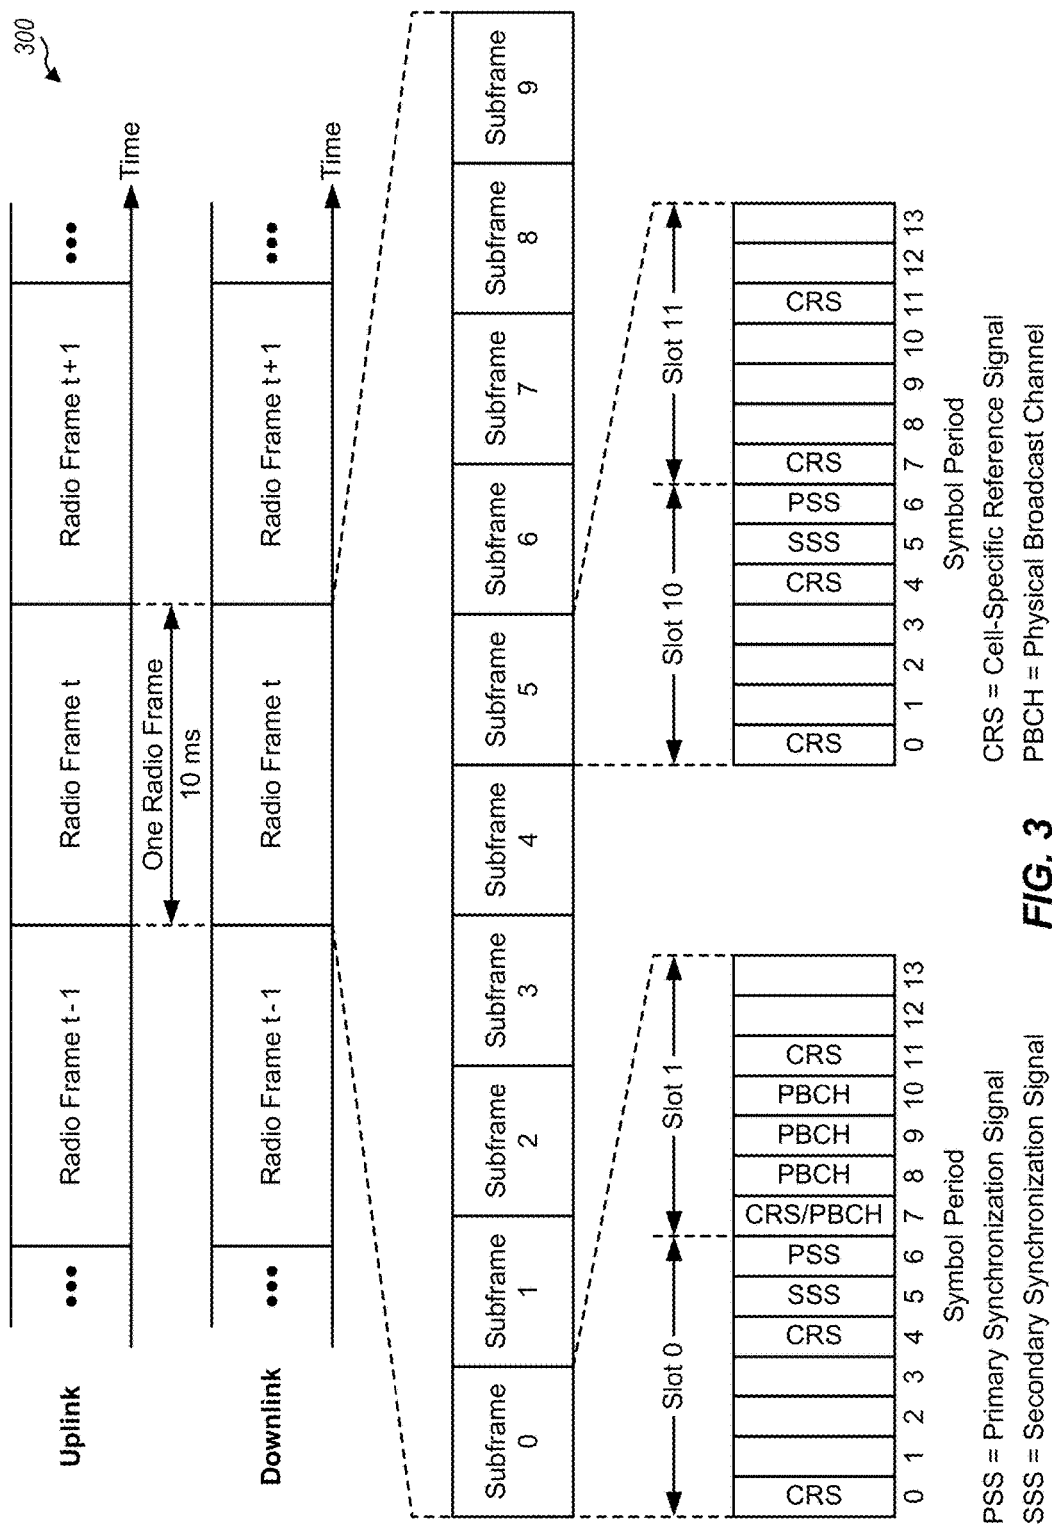 300
Uplink
•••
Radio Frame t-1
Radio Frame t
Radio Frame t+1
•••
Time
One Radio Frame
10 ms
Downlink
•••
Radio Frame t-1
Radio Frame t
Radio Frame t+1
•••
Time
Subframe
0
Subframe
1
Subframe
2
Subframe
3
Subframe
4
Subframe
5
Subframe
6
Subframe
7
Subframe
8
Subframe
9
Slot 0
Slot 1
CRS
CRS
SSS
PSS
CRS/PBCH
PBCH
PBCH
PBCH
CRS
0 1 2 3 4 5 6 7 8 9 10 11 12 13
Symbol Period
Slot 10
Slot 11
CRS
CRS
SSS
PSS
CRS
CRS
0 1 2 3 4 5 6 7 8 9 10 11 12 13
Symbol Period
PSS = Primary Synchronization Signal
SSS = Secondary Synchronization Signal
CRS = Cell-Specific Reference Signal
PBCH = Physical Broadcast Channel
FIG. 3